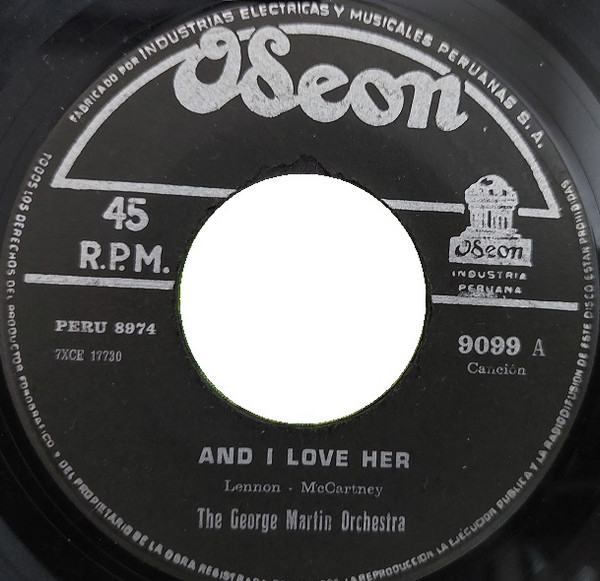 FABRICADO POR INDUSTRIAS ELECTRICAS Y MUSICALES PERUANAS S. A.
Odeon
45
R.P.M.
Odeon
INDUSTRIA
PERUANA
PERU 8974
7XCE 17730
9099 A
Canción
AND I LOVE HER
Lennon - McCartney
The George Martin Orchestra
TODOS LOS DERECHOS DEL PRODUCTOR FONOGRAFICO Y DEL PROPIETARIO DE LA OBRA REGISTRADA
LA REPRODUCCION LA EJECUCION PUBLICA Y LA RADIODIFUSION DE ESTE DISCO ESTAN PROHIBIDAS